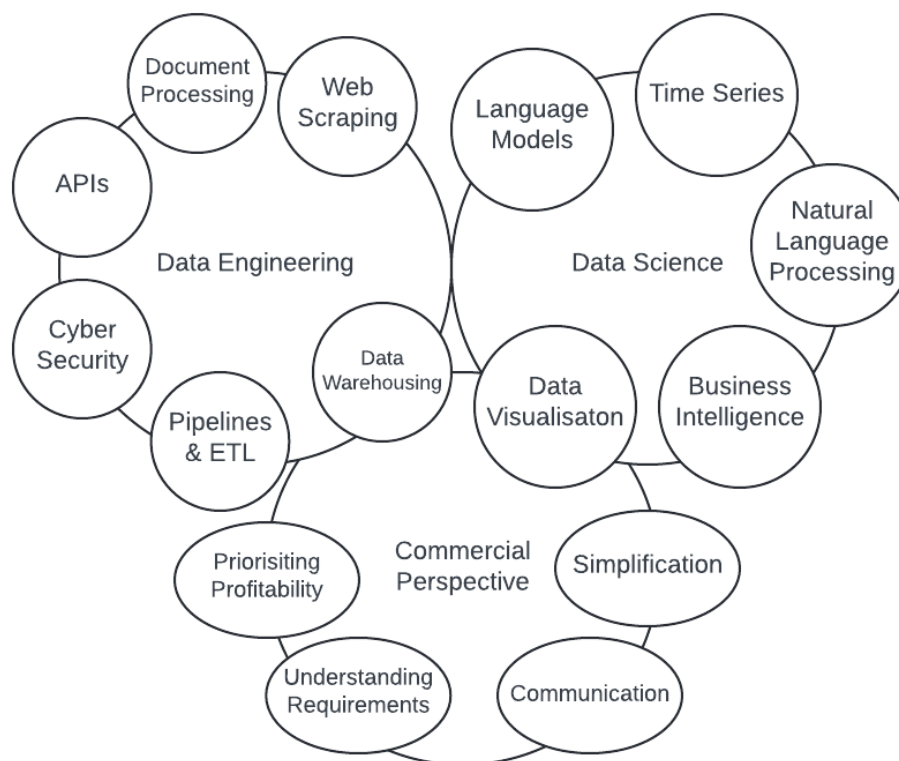 Document
Processing
Web
Scraping
APIs
Data Engineering
Cyber
Security
Pipelines
& ETL
Data
Warehousing
Language
Models
Time Series
Natural
Language
Processing
Data Science
Data
Visualisaton
Business
Intelligence
Commercial
Perspective
Priorisiting
Profitability
Simplification
Understanding
Requirements
Communication